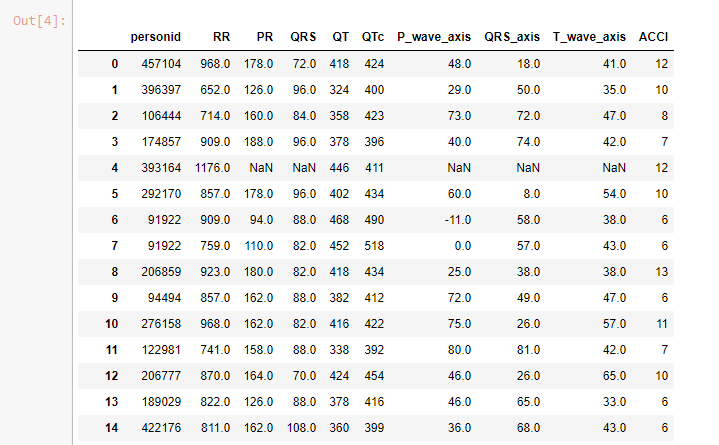 Out[4]:
personid RR PR QRS QT QTc P_wave_axis QRS_axis T_wave_axis ACCI
0 457104 968.0 178.0 72.0 418 424 48.0 18.0 41.0 12
1 396397 652.0 126.0 96.0 324 400 29.0 50.0 35.0 10
2 106444 714.0 160.0 84.0 358 423 73.0 72.0 47.0 8
3 174857 909.0 188.0 96.0 378 396 40.0 74.0 42.0 7
4 393164 1176.0 NaN NaN 446 411 NaN NaN NaN 12
5 292170 857.0 178.0 96.0 402 434 60.0 8.0 54.0 10
6 91922 909.0 94.0 88.0 468 490 -11.0 58.0 38.0 6
7 91922 759.0 110.0 82.0 452 518 0.0 57.0 43.0 6
8 206859 923.0 180.0 82.0 418 434 25.0 38.0 38.0 13
9 94494 857.0 162.0 88.0 382 412 72.0 49.0 47.0 6
10 276158 968.0 162.0 82.0 416 422 75.0 26.0 57.0 11
11 122981 741.0 158.0 88.0 338 392 80.0 81.0 42.0 7
12 206777 870.0 164.0 70.0 424 454 46.0 26.0 65.0 10
13 189029 822.0 126.0 88.0 378 416 46.0 65.0 33.0 6
14 422176 811.0 162.0 108.0 360 399 36.0 68.0 43.0 6